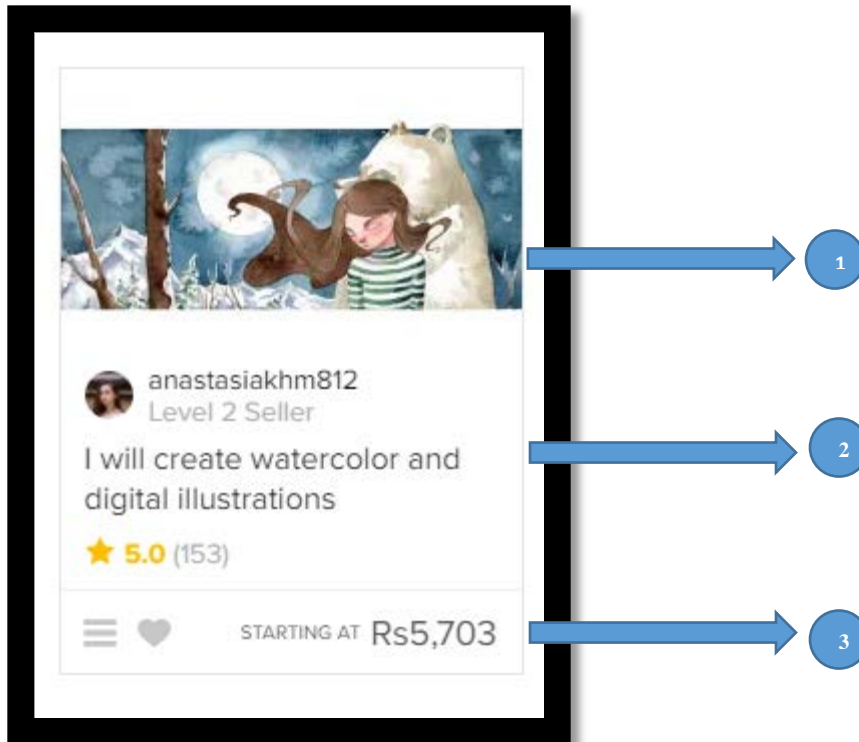 1
anastasiakhm812
Level 2 Seller
I will create watercolor and
digital illustrations
2
5.0 (153)
STARTING AT Rs5,703
3